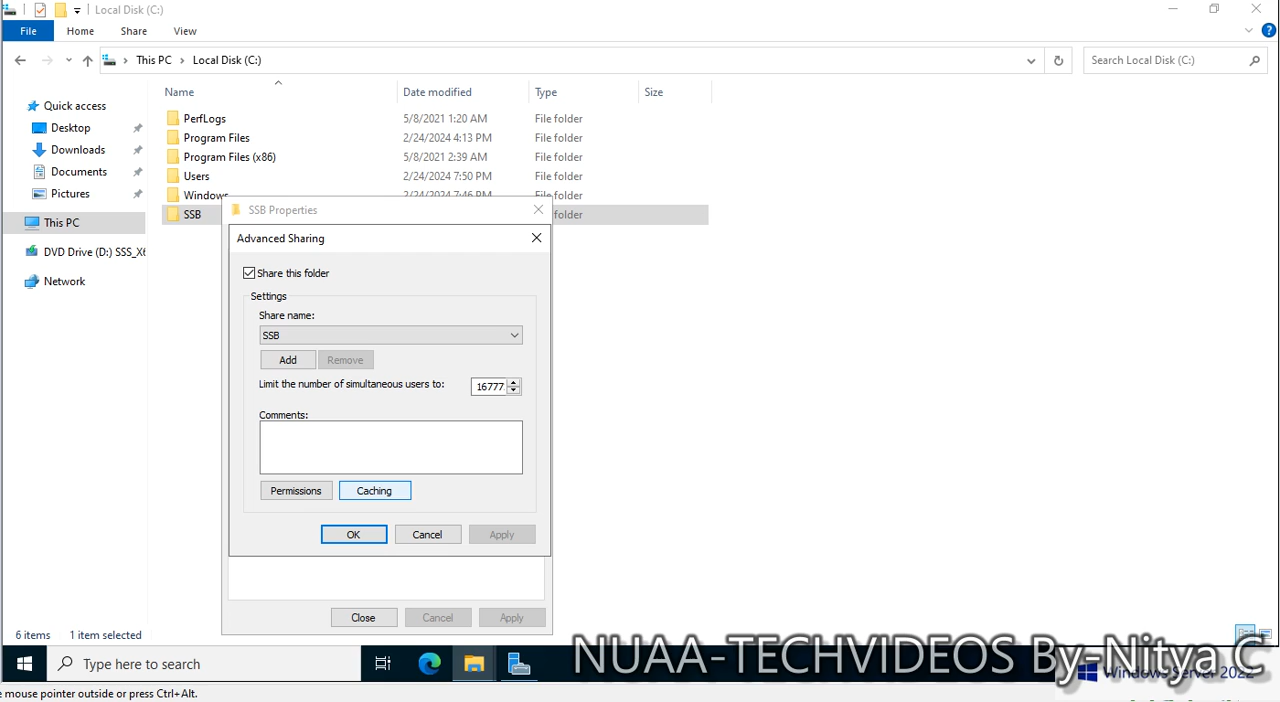 Local Disk (C:)
File Home Share View
This PC Local Disk (C:) Search Local Disk (C:)
Name Date modified Type Size
Quick access
Desktop
Downloads
Documents
Pictures
This PC
DVD Drive (D:) SSS_X6
Network
PerfLogs 5/8/2021 1:20 AM File folder
Program Files 2/24/2024 4:13 PM File folder
Program Files (x86) 5/8/2021 2:39 AM File folder
Users 2/24/2024 7:50 PM File folder
Windows 2/24/2024 7:46 PM File folder
SSB folder
SSB Properties
Advanced Sharing
Share this folder
Settings
Share name:
SSB
Add Remove
Limit the number of simultaneous users to: 16777
Comments:
Permissions Caching
OK Cancel Apply
Close Cancel Apply
6 items 1 item selected
Type here to search
NUAA-TECHVIDEOS By-Nitya C
Windows Server 2022
e mouse pointer outside or press Ctrl+Alt.